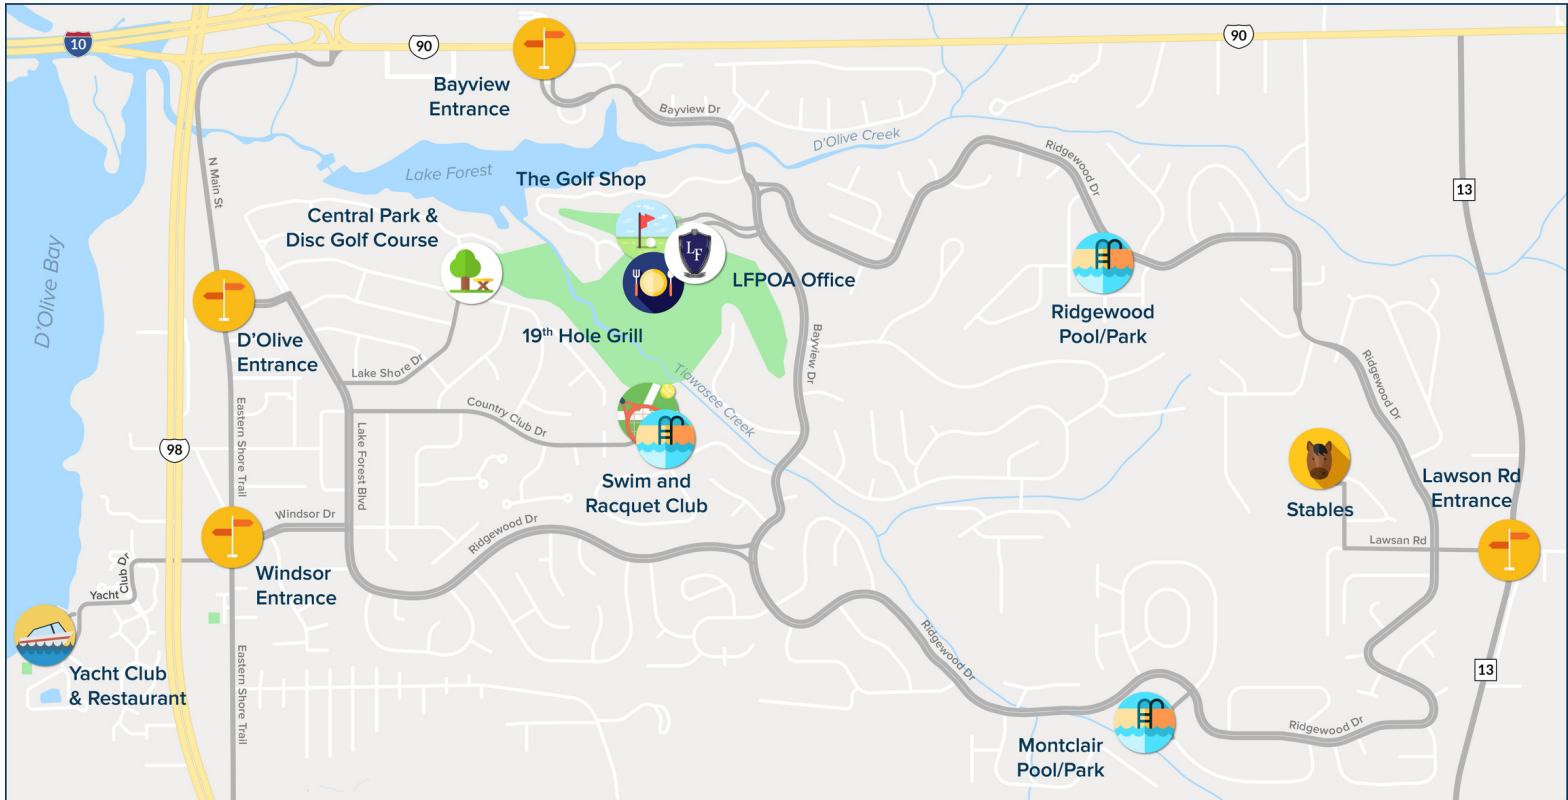 10
90
90
Bayview
Entrance
Bayview Dr
D'Olive Creek
Ridgewood Dr
Lake Forest
N Main St
The Golf Shop
13
Central Park &
Disc Golf Course
LF
LFPOA Office
D'Olive Bay
19th Hole Grill
Ridgewood
Pool/Park
D'Olive
Entrance
Lake Shore Dr
Bayview Dr
Tiawasee Creek
Ridgewood Dr
Country Club Dr
Eastern Shore Trail
Lake Forest Blvd
98
Swim and
Racquet Club
Stables
Lawson Rd
Entrance
Windsor Dr
Ridgewood Dr
Lawsan Rd
Yacht Club Dr
Windsor
Entrance
Ridgewood Dr
Yacht Club
& Restaurant
Eastern Shore Trail
13
Montclair
Pool/Park
Ridgewood Dr